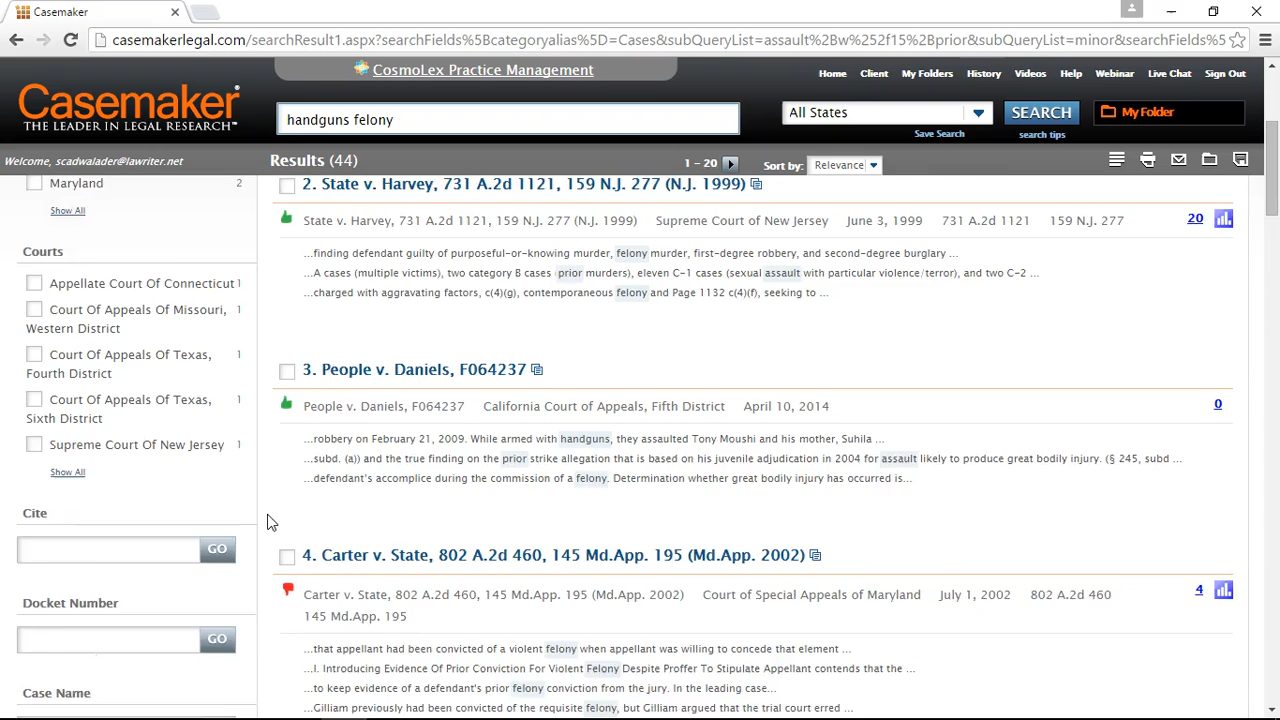 Casemaker
casemakerlegal.com/searchResult1.aspx?searchFields%5Bcategoryalias%5D=Cases&subQueryList=assault%2Bw%252f15%2Bprior&subQueryList=minor&searchFields%5
CosmoLex Practice Management
Home Client My Folders History Videos Help Webinar Live Chat Sign Out
Casemaker
THE LEADER IN LEGAL RESEARCH
handguns felony
All States
SEARCH
My Folder
Save Search
search tips
Welcome, scadwalader@lawriter.net
Results (44)
1 – 20
Sort by: Relevance
Maryland 2
Show All
Courts
Appellate Court Of Connecticut 1
Court Of Appeals Of Missouri, 1
Western District
Court Of Appeals Of Texas, 1
Fourth District
Court Of Appeals Of Texas, 1
Sixth District
Supreme Court Of New Jersey 1
Show All
Cite
GO
Docket Number
GO
Case Name
2. State v. Harvey, 731 A.2d 1121, 159 N.J. 277 (N.J. 1999)
State v. Harvey, 731 A.2d 1121, 159 N.J. 277 (N.J. 1999) Supreme Court of New Jersey June 3, 1999 731 A.2d 1121 159 N.J. 277 20
...finding defendant guilty of purposeful-or-knowing murder, felony murder, first-degree robbery, and second-degree burglary ...
...A cases (multiple victims), two category B cases (prior murders), eleven C-1 cases (sexual assault with particular violence/terror), and two C-2 ...
...charged with aggravating factors, c(4)(g), contemporaneous felony and Page 1132 c(4)(f), seeking to ...
3. People v. Daniels, F064237
People v. Daniels, F064237 California Court of Appeals, Fifth District April 10, 2014 0
...robbery on February 21, 2009. While armed with handguns, they assaulted Tony Moushi and his mother, Suhila ...
...subd. (a)) and the true finding on the prior strike allegation that is based on his juvenile adjudication in 2004 for assault likely to produce great bodily injury. (§ 245, subd ...
...defendant's accomplice during the commission of a felony. Determination whether great bodily injury has occurred is...
4. Carter v. State, 802 A.2d 460, 145 Md.App. 195 (Md.App. 2002)
Carter v. State, 802 A.2d 460, 145 Md.App. 195 (Md.App. 2002) Court of Special Appeals of Maryland July 1, 2002 802 A.2d 460 4
145 Md.App. 195
...that appellant had been convicted of a violent felony when appellant was willing to concede that element ...
...I. Introducing Evidence Of Prior Conviction For Violent Felony Despite Proffer To Stipulate Appellant contends that the ...
...to keep evidence of a defendant's prior felony conviction from the jury. In the leading case...
...Gilliam previously had been convicted of the requisite felony, but Gilliam argued that the trial court erred ...